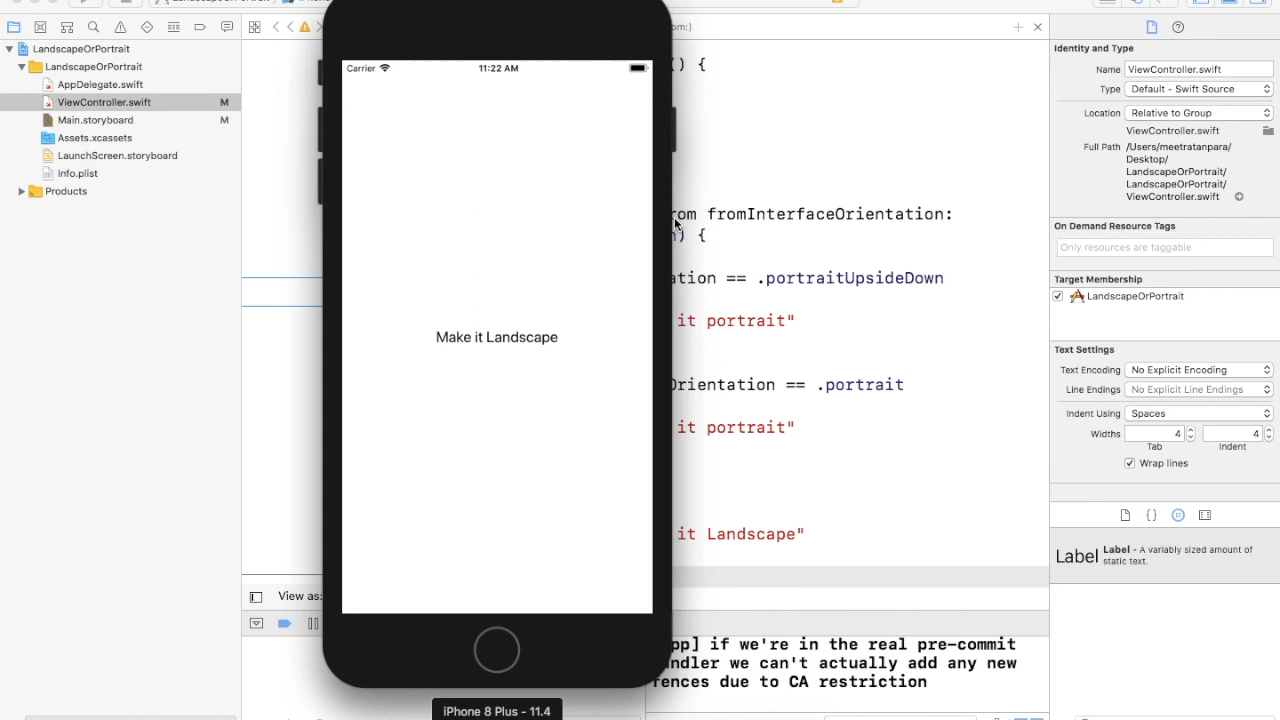 LandscapeOrPortrait
LandscapeOrPortrait
AppDelegate.swift
ViewController.swift M
Main.storyboard M
Assets.xcassets
LaunchScreen.storyboard
Info.plist
Products
om:)
() {
rom fromInterfaceOrientation:
) {
ation == .portraitUpsideDown
it portrait"
Orientation == .portrait
it portrait"
it Landscape"
View as:
pp] if we're in the real pre-commit
andler we can't actually add any new
fences due to CA restriction
Carrier 11:22 AM
Make it Landscape
iPhone 8 Plus - 11.4
Identity and Type
Name ViewController.swift
Type Default - Swift Source
Location Relative to Group
ViewController.swift
Full Path /Users/meetratanpara/
Desktop/
LandscapeOrPortrait/
LandscapeOrPortrait/
ViewController.swift
On Demand Resource Tags
Only resources are taggable
Target Membership
LandscapeOrPortrait
Text Settings
Text Encoding No Explicit Encoding
Line Endings No Explicit Line Endings
Indent Using Spaces
Widths 4 4
Tab Indent
Wrap lines
Label Label - A variably sized amount of
static text.